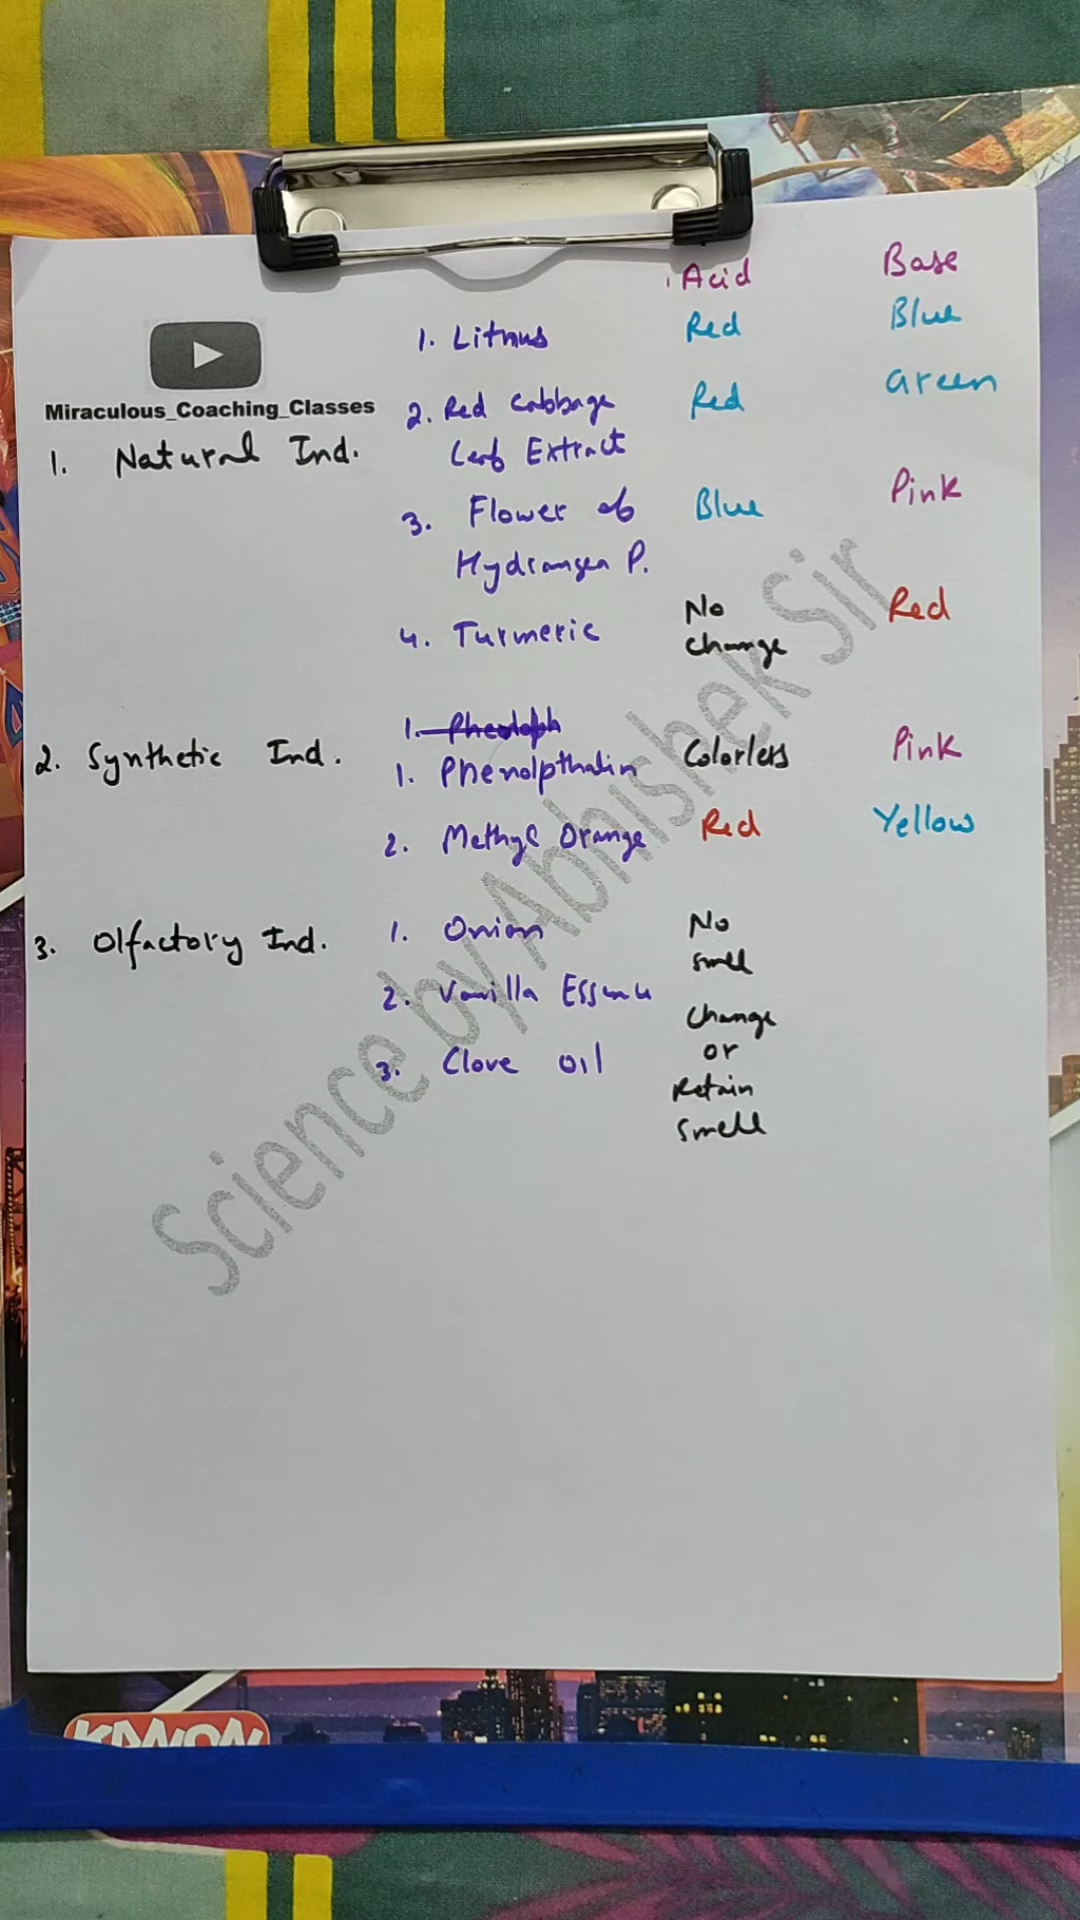 Acid Base
1. Litmus Red Blue
Miraculous_Coaching_Classes
2. Red Cabbage Red Green
1. Natural Ind. Leaf Extract
3. Flower of Blue Pink
Hydrangea P.
4. Turmeric No Red
change
1. Pheolaph
2. Synthetic Ind. 1. Phenolpthalin Colorless Pink
2. Methyl Orange Red Yellow
3. Olfactory Ind. 1. Onion No
smell
2. Vanilla Essence
change
or
3. Clove oil
Retain
smell
Science by Abhishek Sir
KIWON